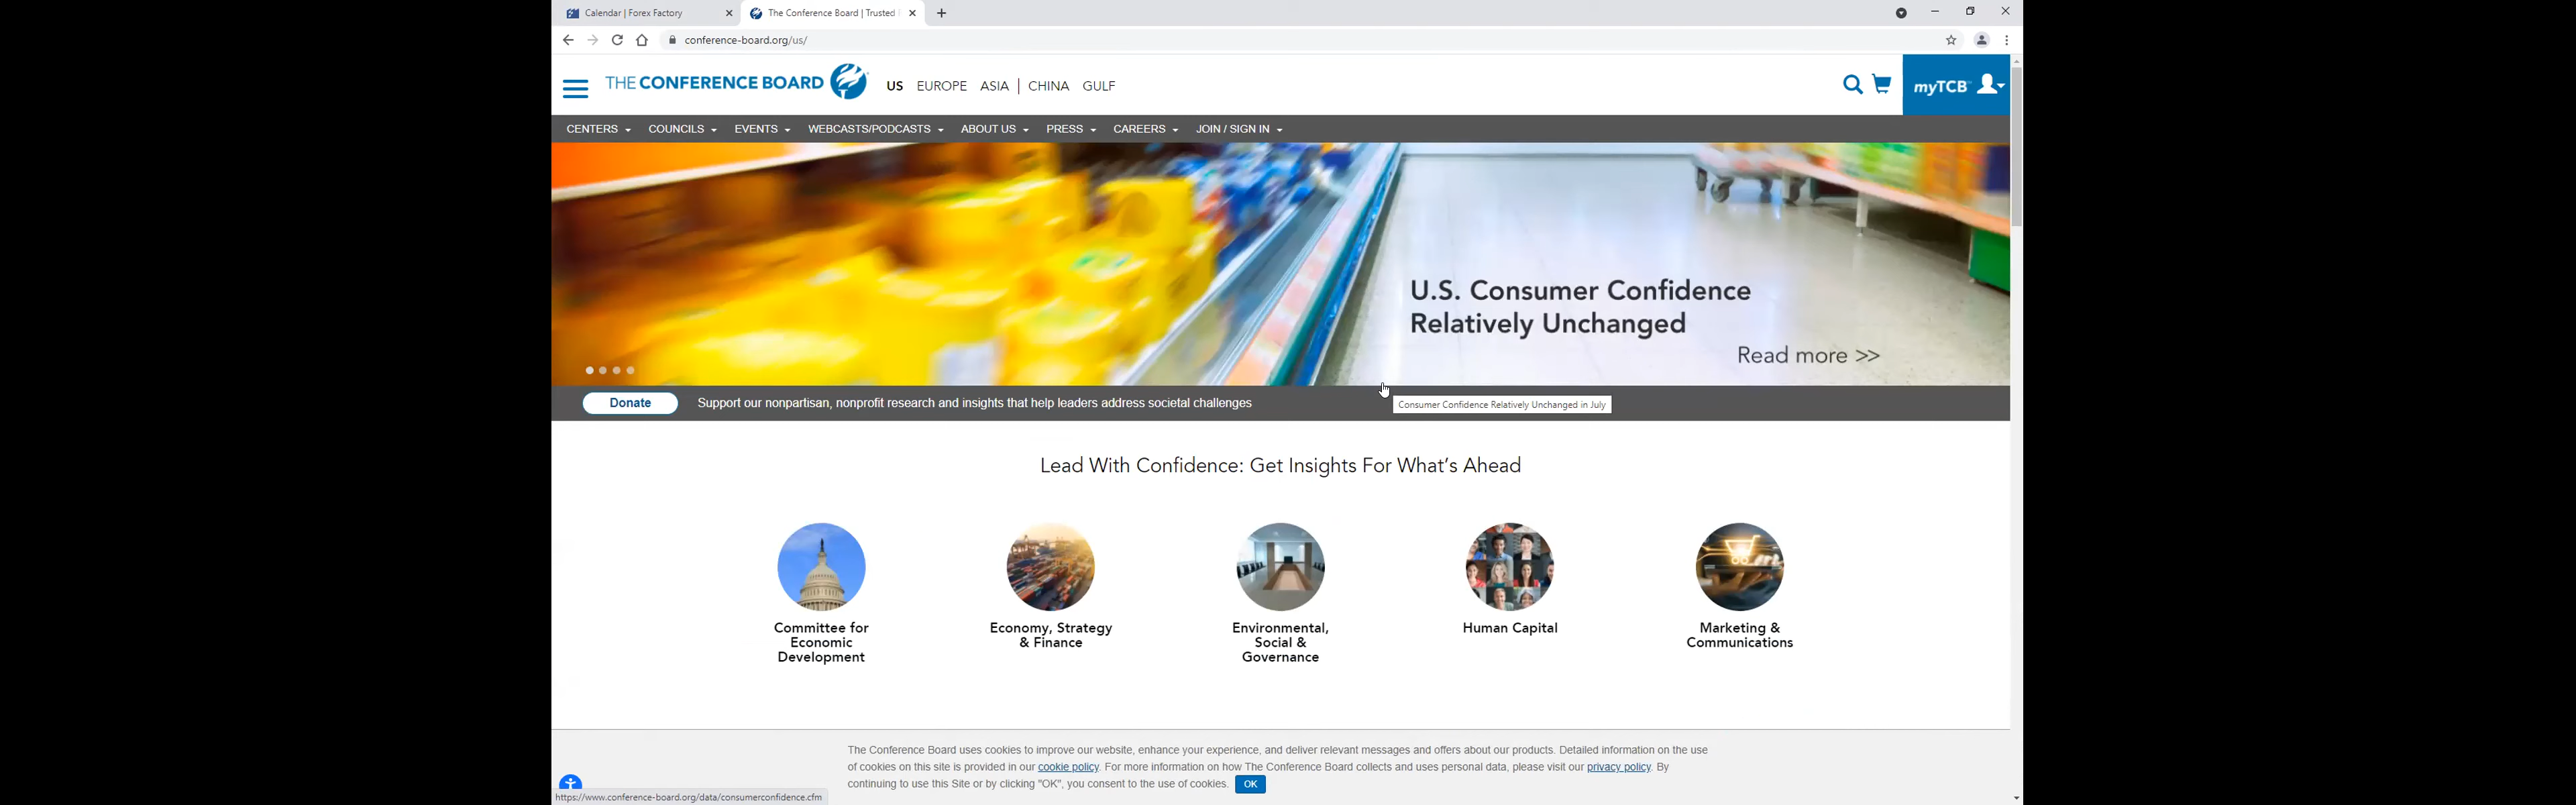 Calendar | Forex Factory
The Conference Board | Trusted
conference-board.org/us/
THE CONFERENCE BOARD
US EUROPE ASIA | CHINA GULF
myTCB
CENTERS COUNCILS EVENTS WEBCASTS/PODCASTS ABOUT US PRESS CAREERS JOIN / SIGN IN
U.S. Consumer Confidence
Relatively Unchanged
Read more >>
Donate Support our nonpartisan, nonprofit research and insights that help leaders address societal challenges
Consumer Confidence Relatively Unchanged in July
Lead With Confidence: Get Insights For What's Ahead
Committee for
Economic
Development
Economy, Strategy
& Finance
Environmental,
Social &
Governance
Human Capital
Marketing &
Communications
The Conference Board uses cookies to improve our website, enhance your experience, and deliver relevant messages and offers about our products. Detailed information on the use
of cookies on this site is provided in our cookie policy. For more information on how The Conference Board collects and uses personal data, please visit our privacy policy. By
continuing to use this Site or by clicking "OK", you consent to the use of cookies. OK
https://www.conference-board.org/data/consumerconfidence.cfm